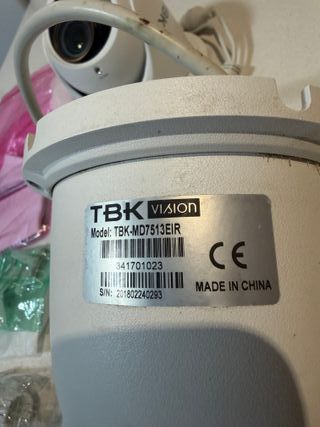 TBK VISION
Model: TBK-MD7513EIR
341701023
CE
S/N: 201802240293
MADE IN CHINA